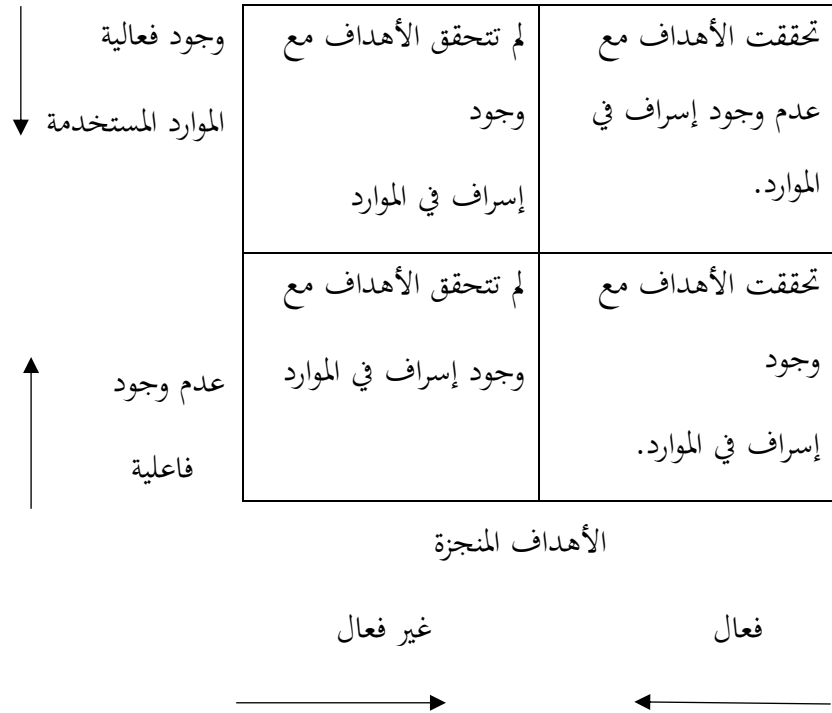 تحققت الأهداف مع
عدم وجود إسراف في
الموارد.
لم تتحقق الأهداف مع
وجود
إسراف في الموارد
وجود فعالية
الموارد المستخدمة
تحققت الأهداف مع
وجود
إسراف في الموارد.
لم تتحقق الأهداف مع
وجود إسراف في الموارد
عدم وجود
فاعلية
الأهداف المنجزة
فعال
غير فعال